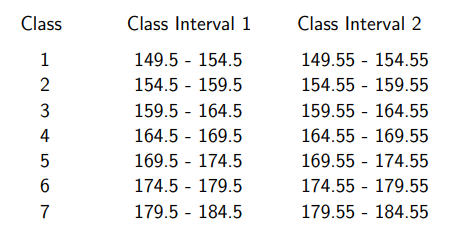 Class Class Interval 1 Class Interval 2
1 149.5 - 154.5 149.55 - 154.55
2 154.5 - 159.5 154.55 - 159.55
3 159.5 - 164.5 159.55 - 164.55
4 164.5 - 169.5 164.55 - 169.55
5 169.5 - 174.5 169.55 - 174.55
6 174.5 - 179.5 174.55 - 179.55
7 179.5 - 184.5 179.55 - 184.55